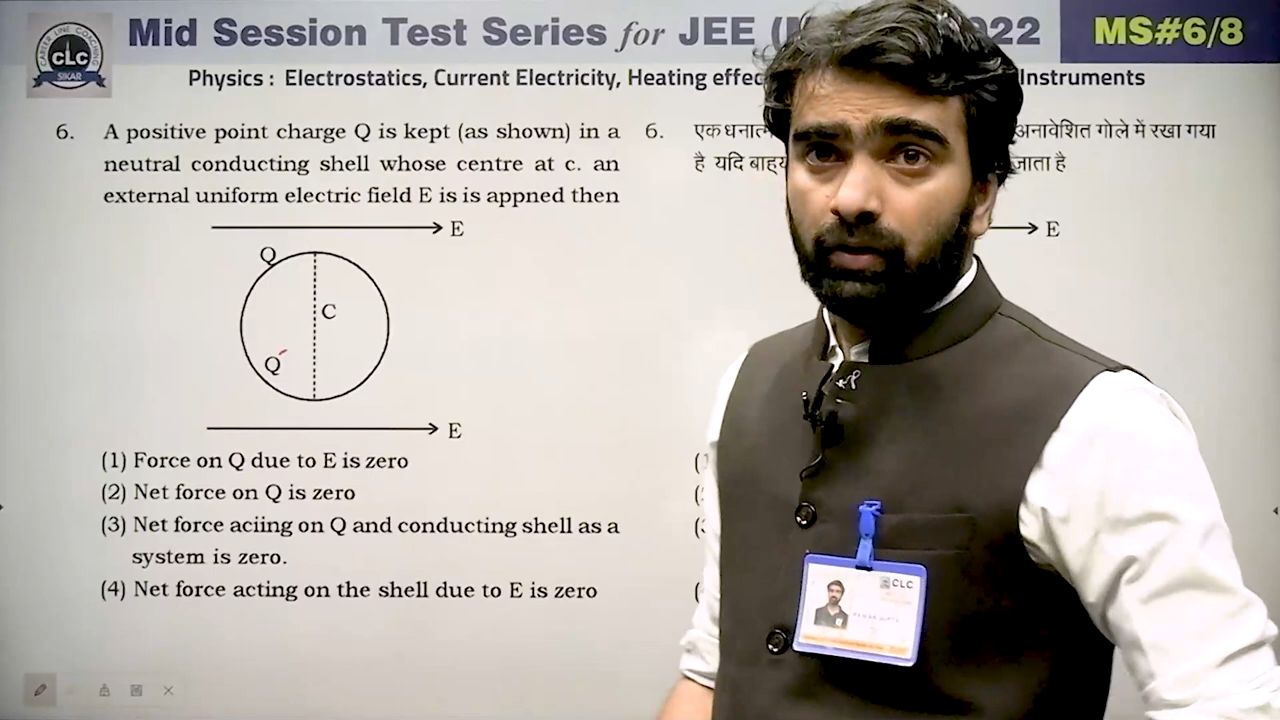 CAREER LINE COACHING
CLC
SIKAR
Mid Session Test Series for JEE (M 022
MS#6/8
Physics : Electrostatics, Current Electricity, Heating effec Instruments
6. A positive point charge Q is kept (as shown) in a
neutral conducting shell whose centre at c. an
external uniform electric field E is is appned then
E
Q
C
Q
E
(1) Force on Q due to E is zero
(2) Net force on Q is zero
(3) Net force aciing on Q and conducting shell as a
system is zero.
(4) Net force acting on the shell due to E is zero
6. अनावेशित गोले में रखा गया
है यदि
जाता है
E
CLC